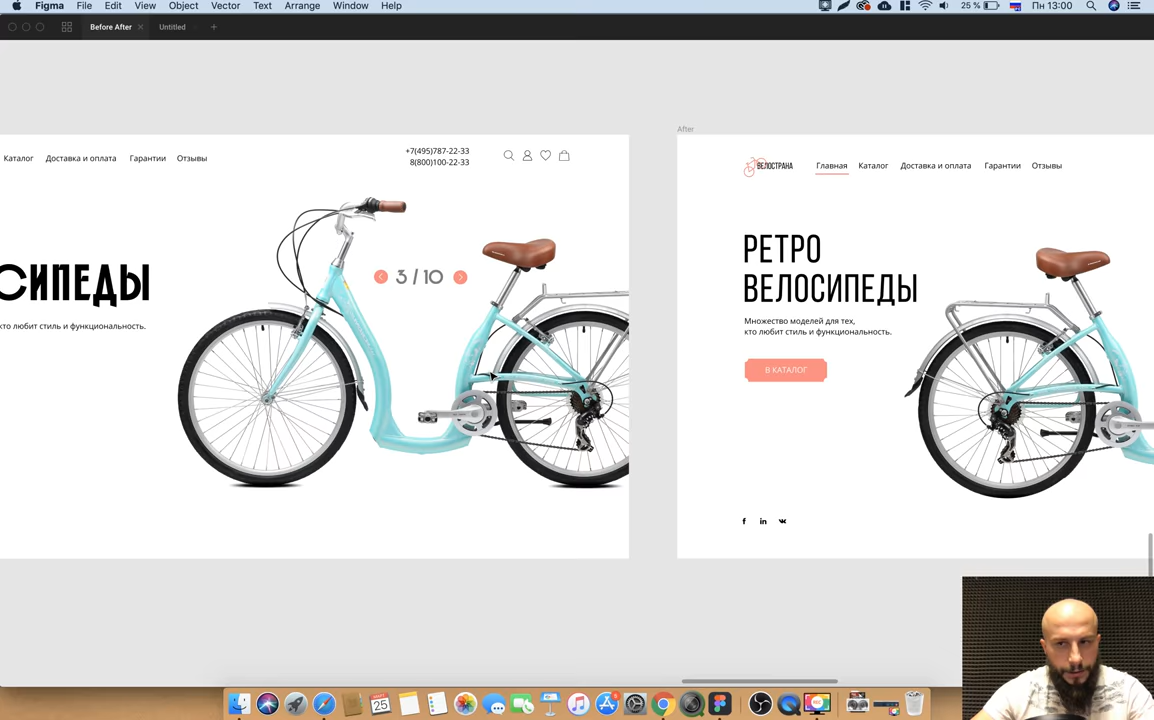 Figma File Edit View Object Vector Text Arrange Window Help 25 % Пн 13:00
Before After Untitled
After
Каталог Доставка и оплата Гарантии Отзывы
+7(495)787-22-33
8(800)100-22-33
СИПЕДЫ
кто любит стиль и функциональность.
3 / 10
ВЕЛОСТРАНА Главная Каталог Доставка и оплата Гарантии Отзывы
РЕТРО
ВЕЛОСИПЕДЫ
Множество моделей для тех,
кто любит стиль и функциональность.
В КАТАЛОГ
f in
25